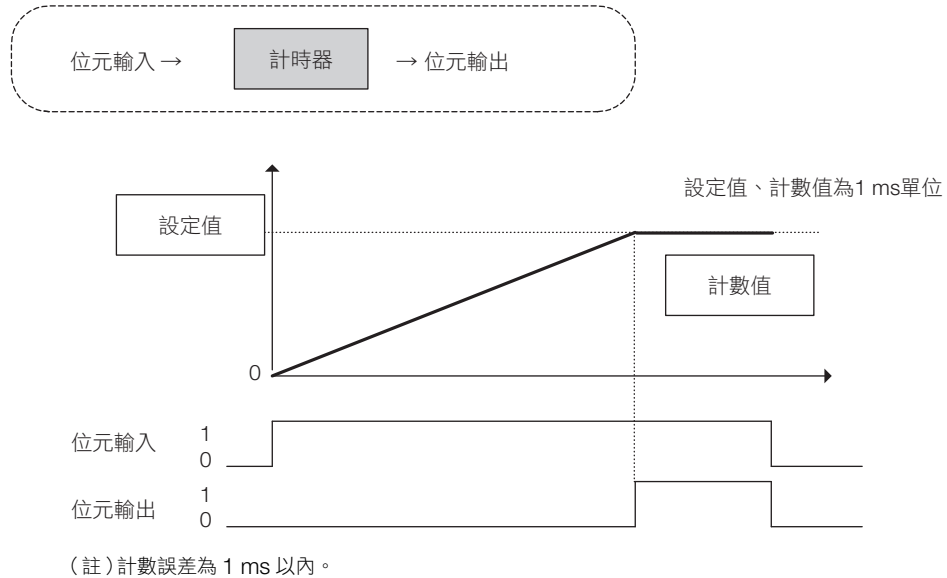 位元輸入 → 計時器 → 位元輸出
設定值、計數值為1 ms單位
設定值
計數值
0
位元輸入 1
0
位元輸出 1
0
（註）計數誤差為 1 ms 以內。